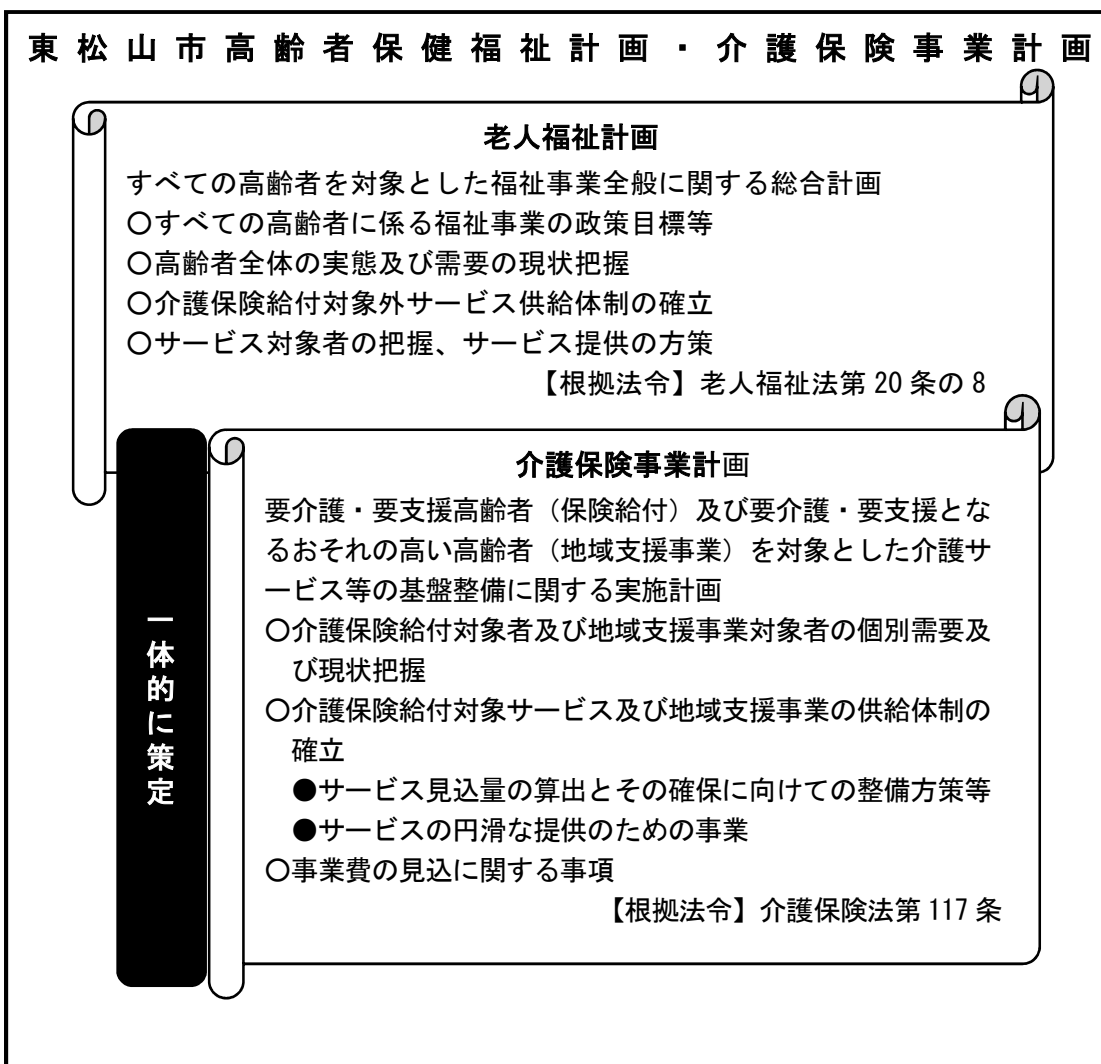 東松山市高齢者保健福祉計画・介護保険事業計画
老人福祉計画
すべての高齢者を対象とした福祉事業全般に関する総合計画
○すべての高齢者に係る福祉事業の政策目標等
○高齢者全体の実態及び需要の現状把握
○介護保険給付対象外サービス供給体制の確立
○サービス対象者の把握、サービス提供の方策
【根拠法令】老人福祉法第 20 条の 8
一体的に策定
介護保険事業計画
要介護・要支援高齢者（保険給付）及び要介護・要支援とな
るおそれの高い高齢者（地域支援事業）を対象とした介護サ
ービス等の基盤整備に関する実施計画
○介護保険給付対象者及び地域支援事業対象者の個別需要及
び現状把握
○介護保険給付対象サービス及び地域支援事業の供給体制の
確立
●サービス見込量の算出とその確保に向けての整備方策等
●サービスの円滑な提供のための事業
○事業費の見込に関する事項
【根拠法令】介護保険法第 117 条